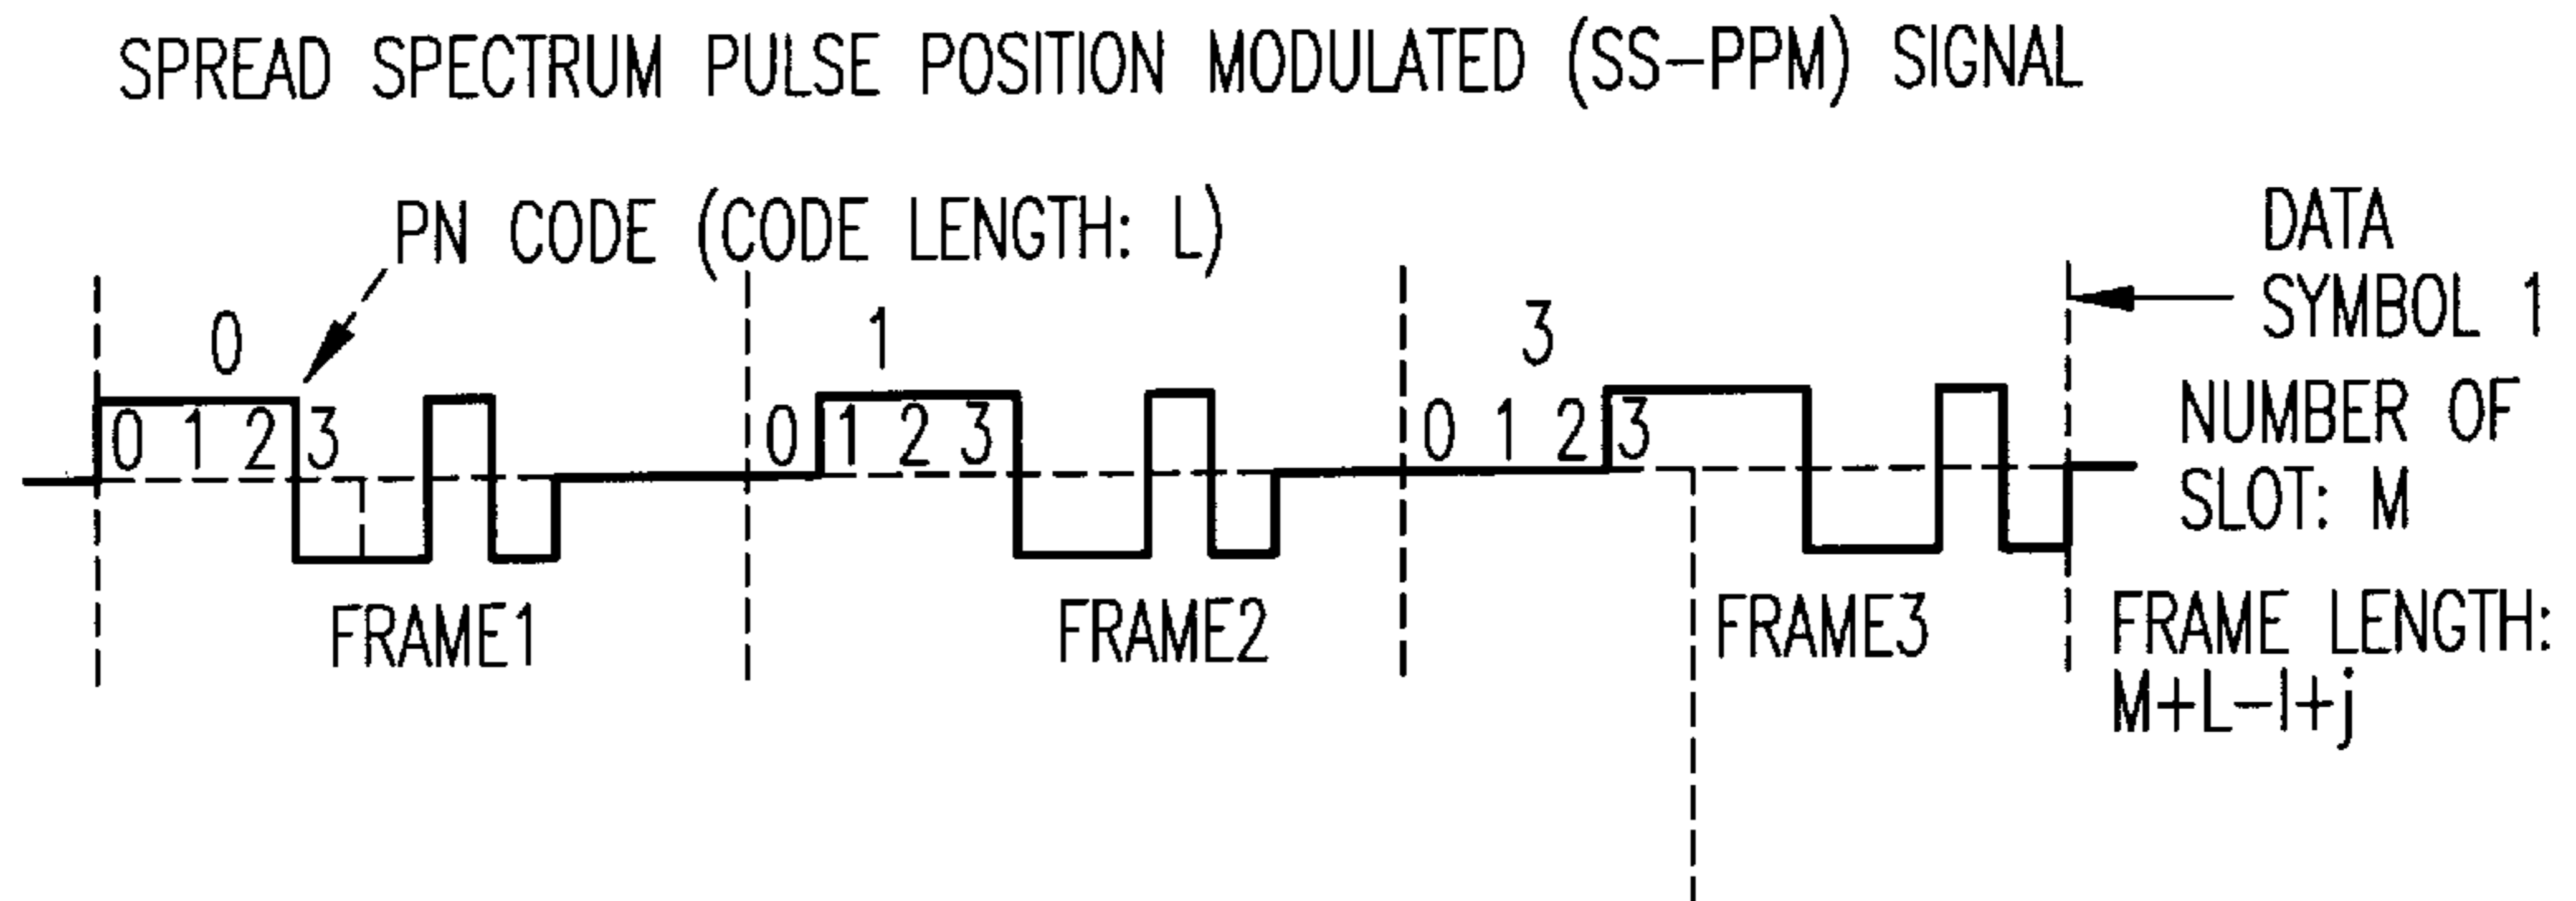 SPREAD SPECTRUM PULSE POSITION MODULATED (SS-PPM) SIGNAL
PN CODE (CODE LENGTH: L)
DATA
SYMBOL 1
0
1
3
0 1 2 3
0 1 2 3
0 1 2 3
NUMBER OF
SLOT: M
FRAME1
FRAME2
FRAME3
FRAME LENGTH:
M+L-1+j